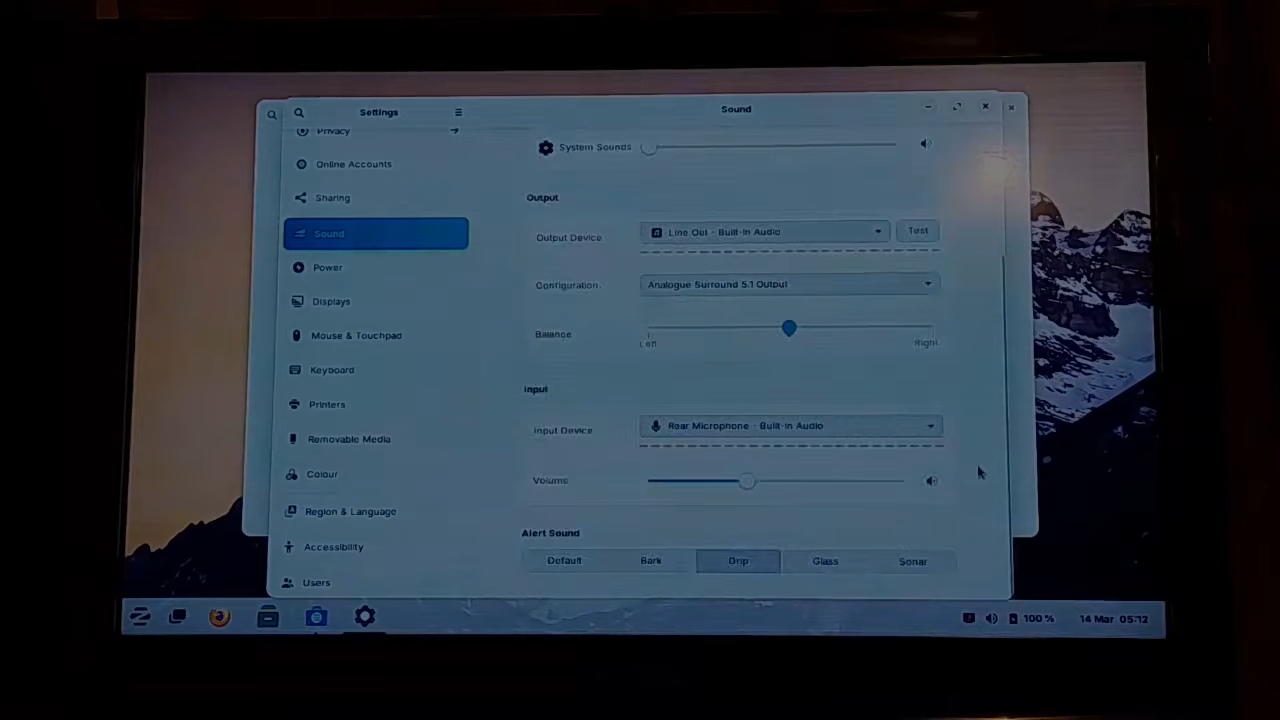 Settings
Sound
Privacy
Online Accounts
Sharing
Sound
Power
Displays
Mouse & Touchpad
Keyboard
Printers
Removable Media
Colour
Region & Language
Accessibility
Users
System Sounds
Output
Output Device
Line Out - Built-in Audio
Test
Configuration
Analogue Surround 5.1 Output
Balance
Left
Right
Input
Input Device
Rear Microphone - Built-in Audio
Volume
Alert Sound
Default
Bark
Drip
Glass
Sonar
100 %
14 Mar 05:12